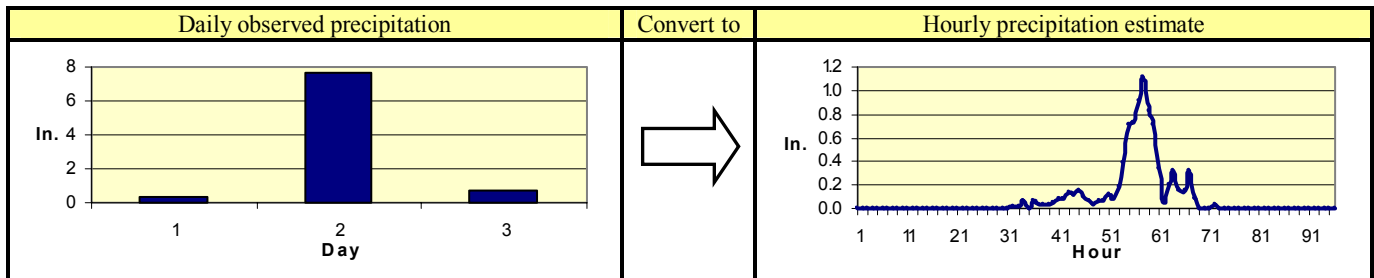 Daily observed precipitation
Convert to
Hourly precipitation estimate
8
6
In. 4
2
0
1 2 3
Day
1.2
1.0
0.8
In. 0.6
0.4
0.2
0.0
1 11 21 31 41 51 61 71 81 91
Hour